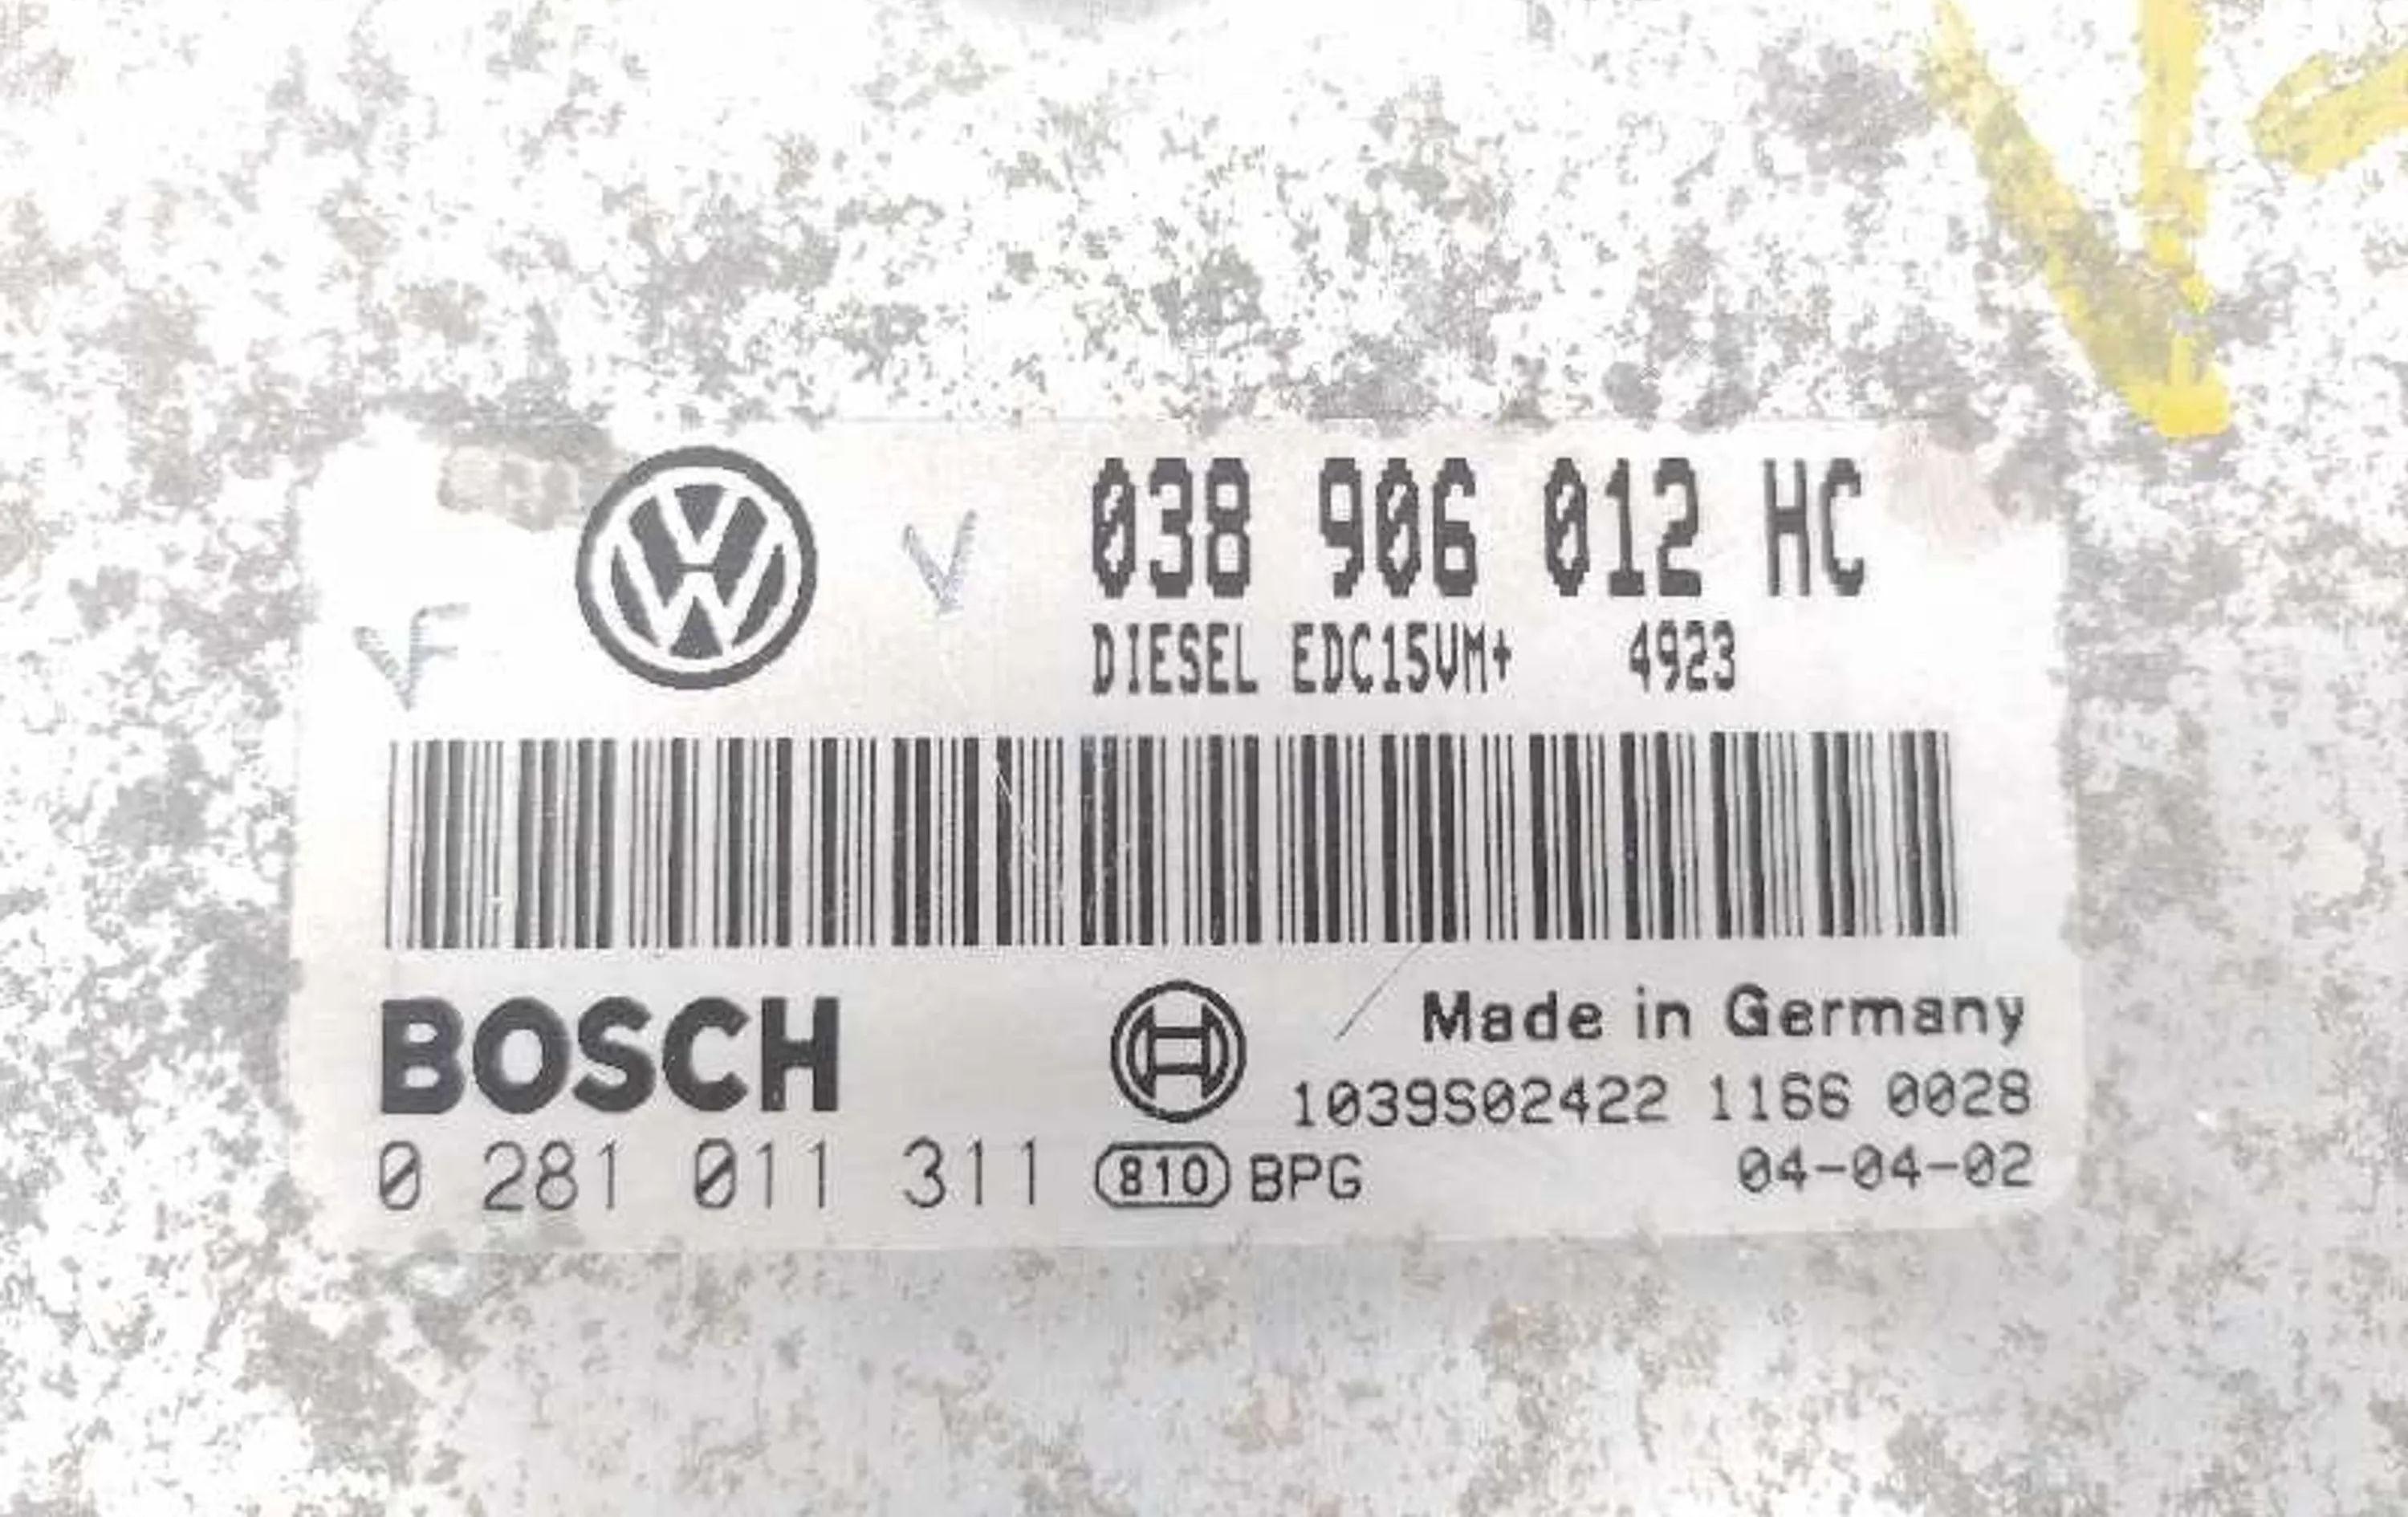 038 906 012 HC
DIESEL EDC15VM+ 4923
VF
V
BOSCH
Made in Germany
1039S02422 1166 0028
0 281 011 311 810 BPG 04-04-02